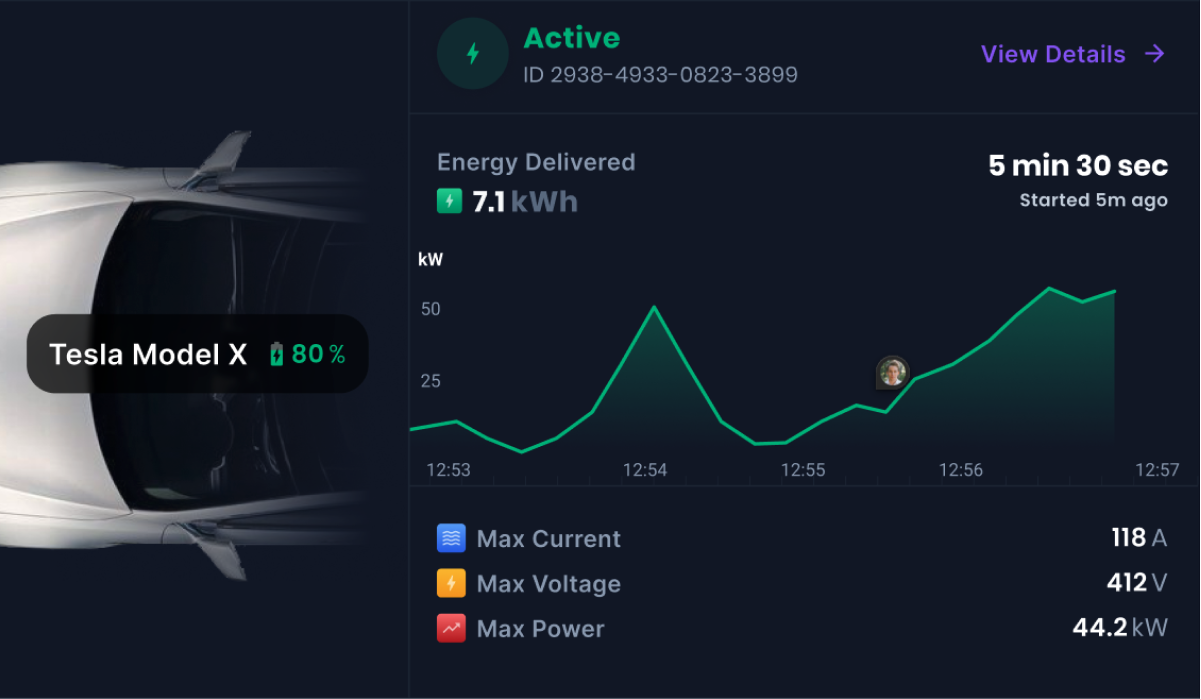 Tesla Model X 80 %
Active
ID 2938-4933-0823-3899
View Details
Energy Delivered
7.1 kWh
5 min 30 sec
Started 5m ago
kW
50
25
12:53 12:54 12:55 12:56 12:57
Max Current 118 A
Max Voltage 412 V
Max Power 44.2 kW